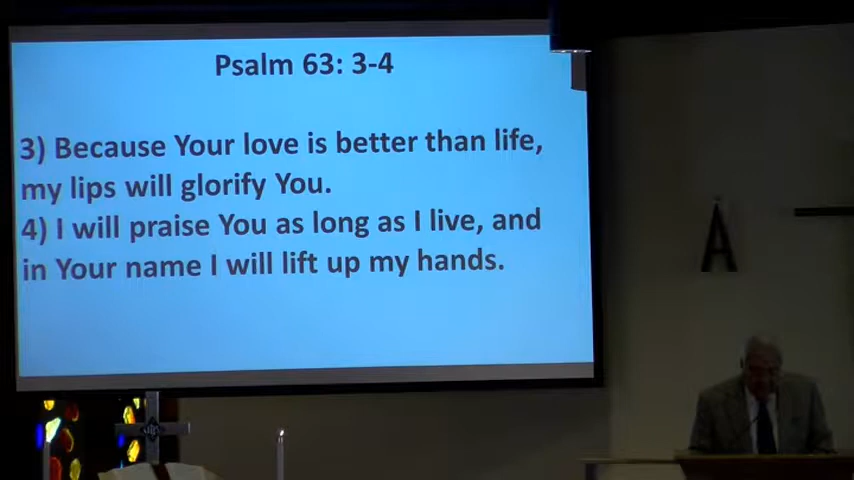 Psalm 63: 3-4
3) Because Your love is better than life,
my lips will glorify You.
4) I will praise You as long as I live, and
in Your name I will lift up my hands.
A